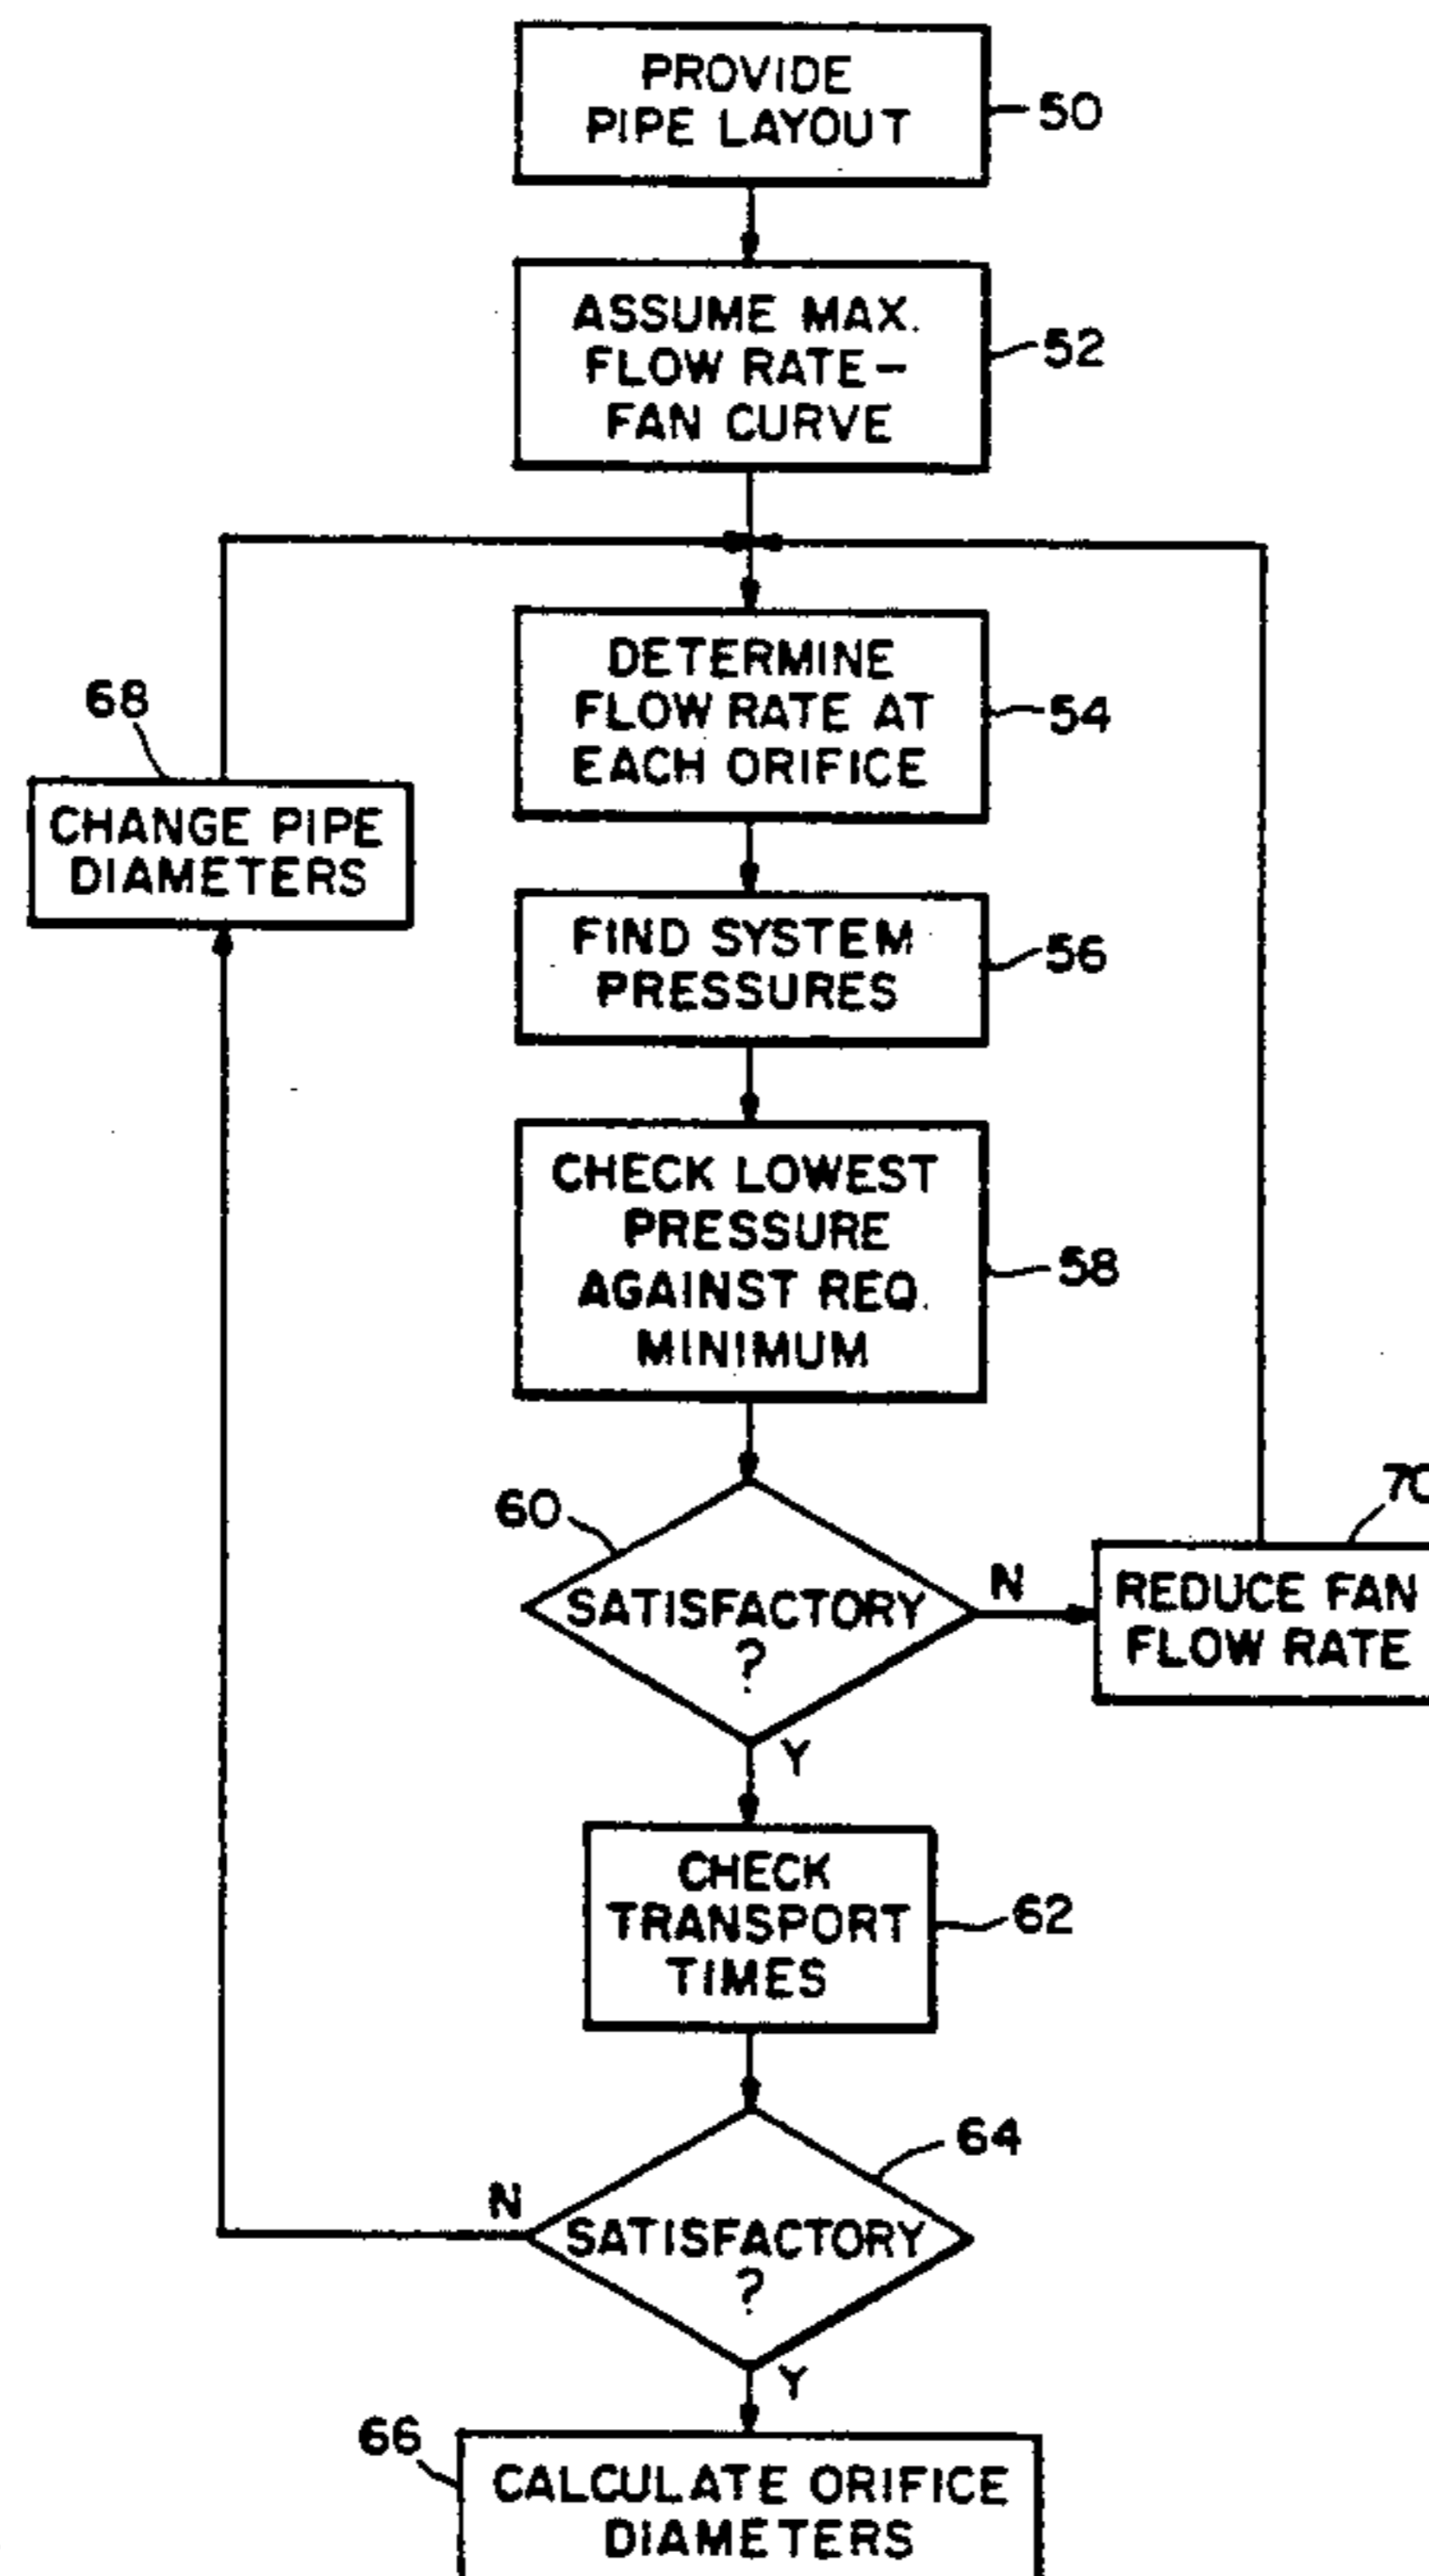 PROVIDE
PIPE LAYOUT
50
ASSUME MAX.
FLOW RATE –
FAN CURVE
52
DETERMINE
FLOW RATE AT
EACH ORIFICE
54
68
CHANGE PIPE
DIAMETERS
FIND SYSTEM
PRESSURES
56
CHECK LOWEST
PRESSURE
AGAINST REQ.
MINIMUM
58
60
SATISFACTORY
?
N
Y
70
REDUCE FAN
FLOW RATE
CHECK
TRANSPORT
TIMES
62
64
SATISFACTORY
?
N
Y
66
CALCULATE ORIFICE
DIAMETERS